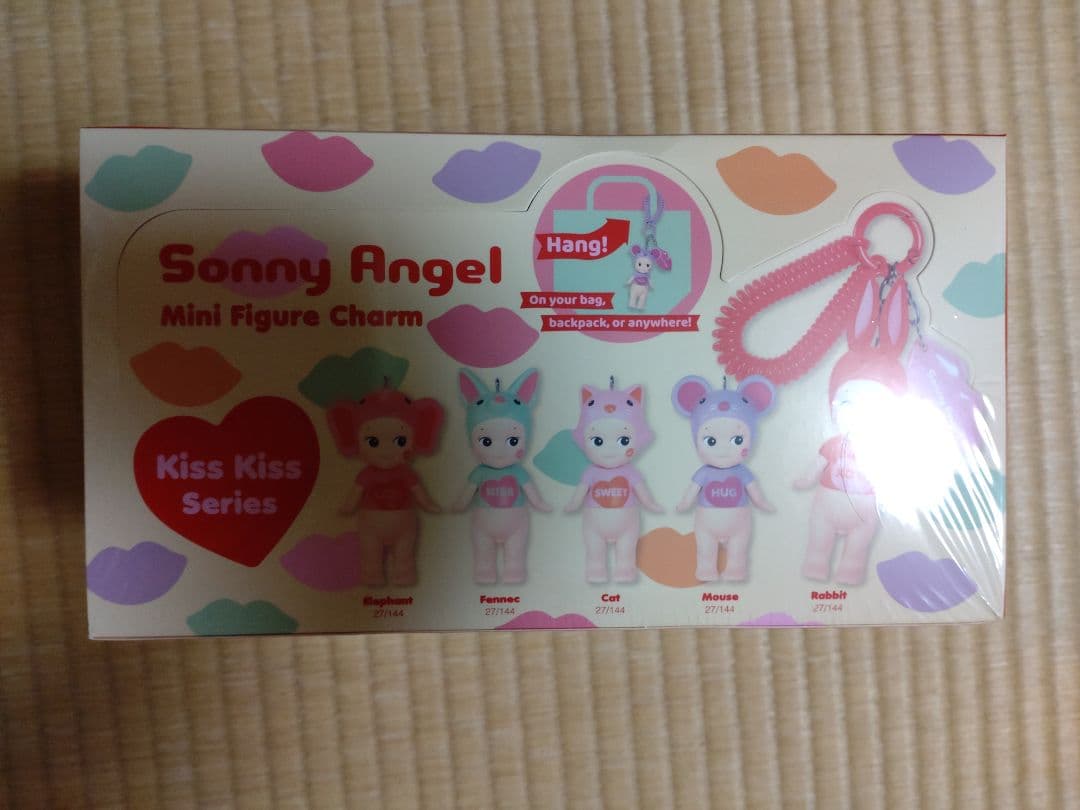 Sonny Angel
Mini Figure Charm
Hang!
On your bag,
backpack, or anywhere!
Kiss Kiss
Series
SWEET
HUG
Elephant
27/144
Fennec
27/144
Cat
27/144
Mouse
27/144
Rabbit
27/144